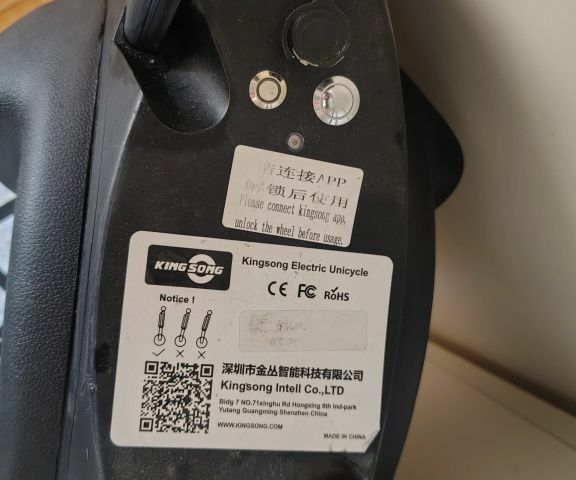 请连接APP
解锁后使用
Please connect kingsong app,
unlock the wheel before usage.
KING SONG
Kingsong Electric Unicycle
CE FC RoHS
Notice !
深圳市金丛智能科技有限公司
Kingsong Intell Co.,LTD
Bidg 7 NO.71xinghu Rd Hongxing 8th Ind-park
Yutang Guangming Shenzhen China
WWW.KINGSONG.COM
MADE IN CHINA